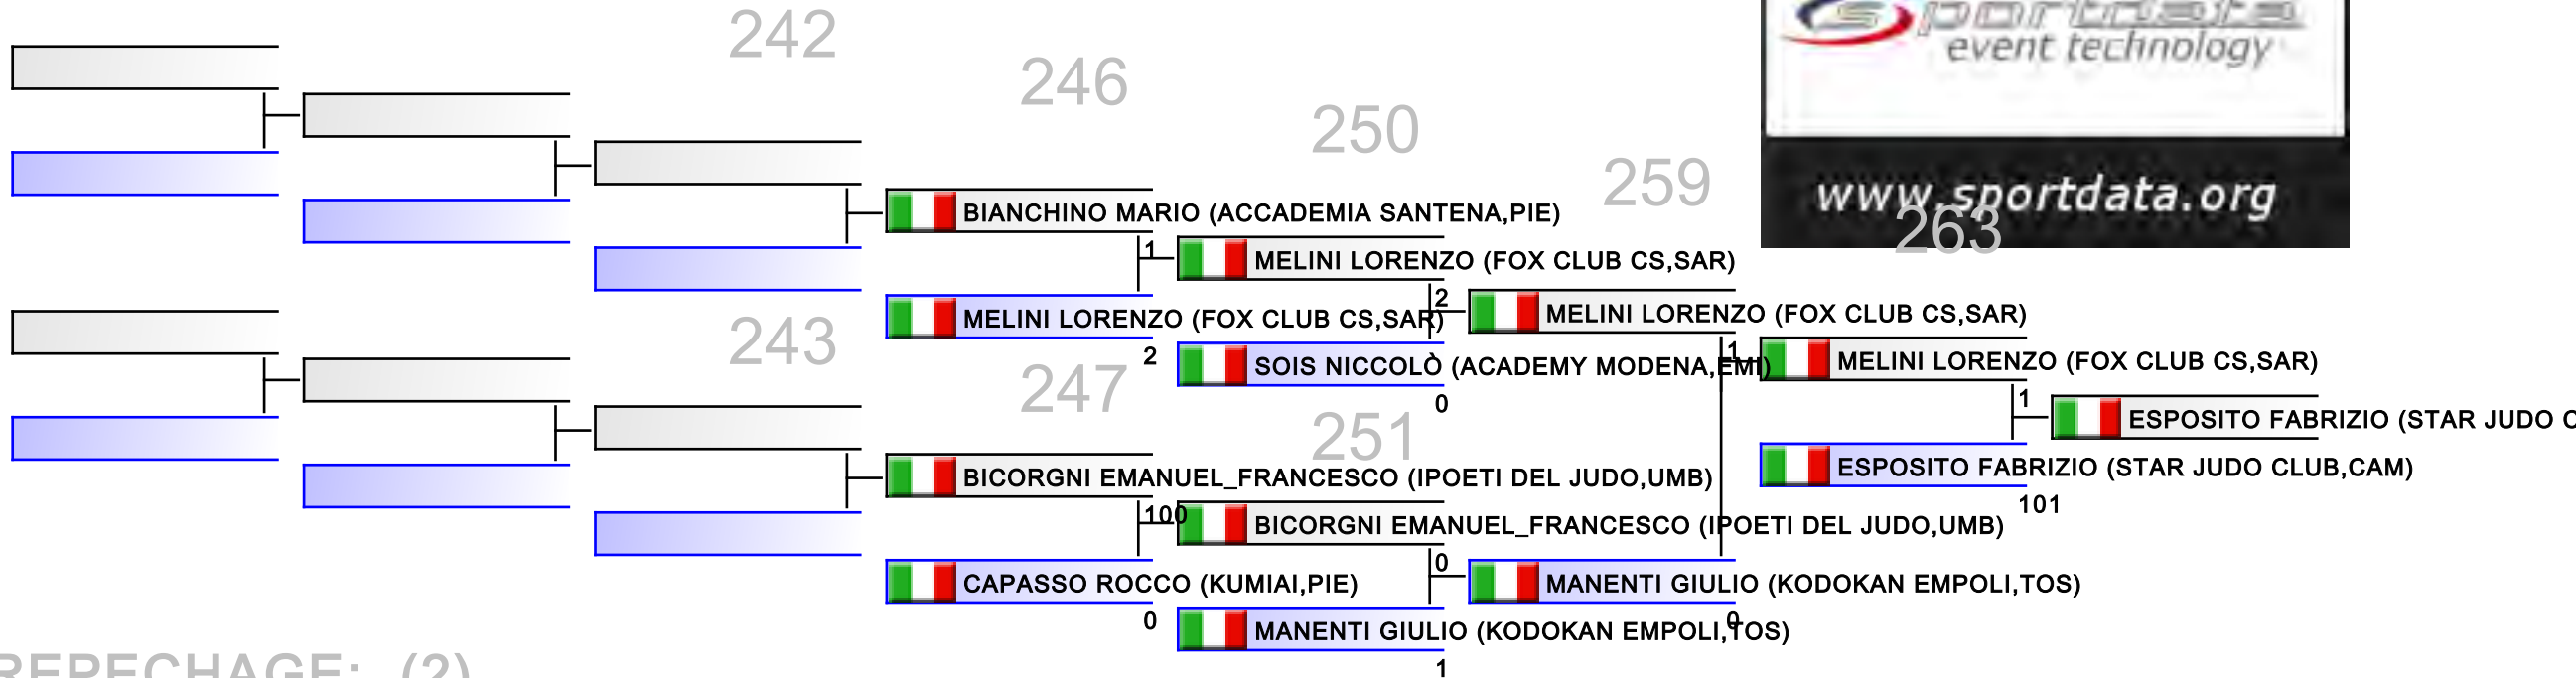 242
246
250
259
263
sportdata
event technology
www.sportdata.org
BIANCHINO MARIO (ACCADEMIA SANTENA,PIE)
1
MELINI LORENZO (FOX CLUB CS,SAR)
2
MELINI LORENZO (FOX CLUB CS,SAR)
MELINI LORENZO (FOX CLUB CS,SAR)
2
SOIS NICCOLÒ (ACADEMY MODENA,EMI)
0
1
MELINI LORENZO (FOX CLUB CS,SAR)
1
ESPOSITO FABRIZIO (STAR JUDO C
ESPOSITO FABRIZIO (STAR JUDO CLUB,CAM)
101
243
247
251
BICORGNI EMANUEL_FRANCESCO (IPOETI DEL JUDO,UMB)
100
BICORGNI EMANUEL_FRANCESCO (IPOETI DEL JUDO,UMB)
0
CAPASSO ROCCO (KUMIAI,PIE)
0
MANENTI GIULIO (KODOKAN EMPOLI,TOS)
0
MANENTI GIULIO (KODOKAN EMPOLI,TOS)
1
REPECHAGE: (2)